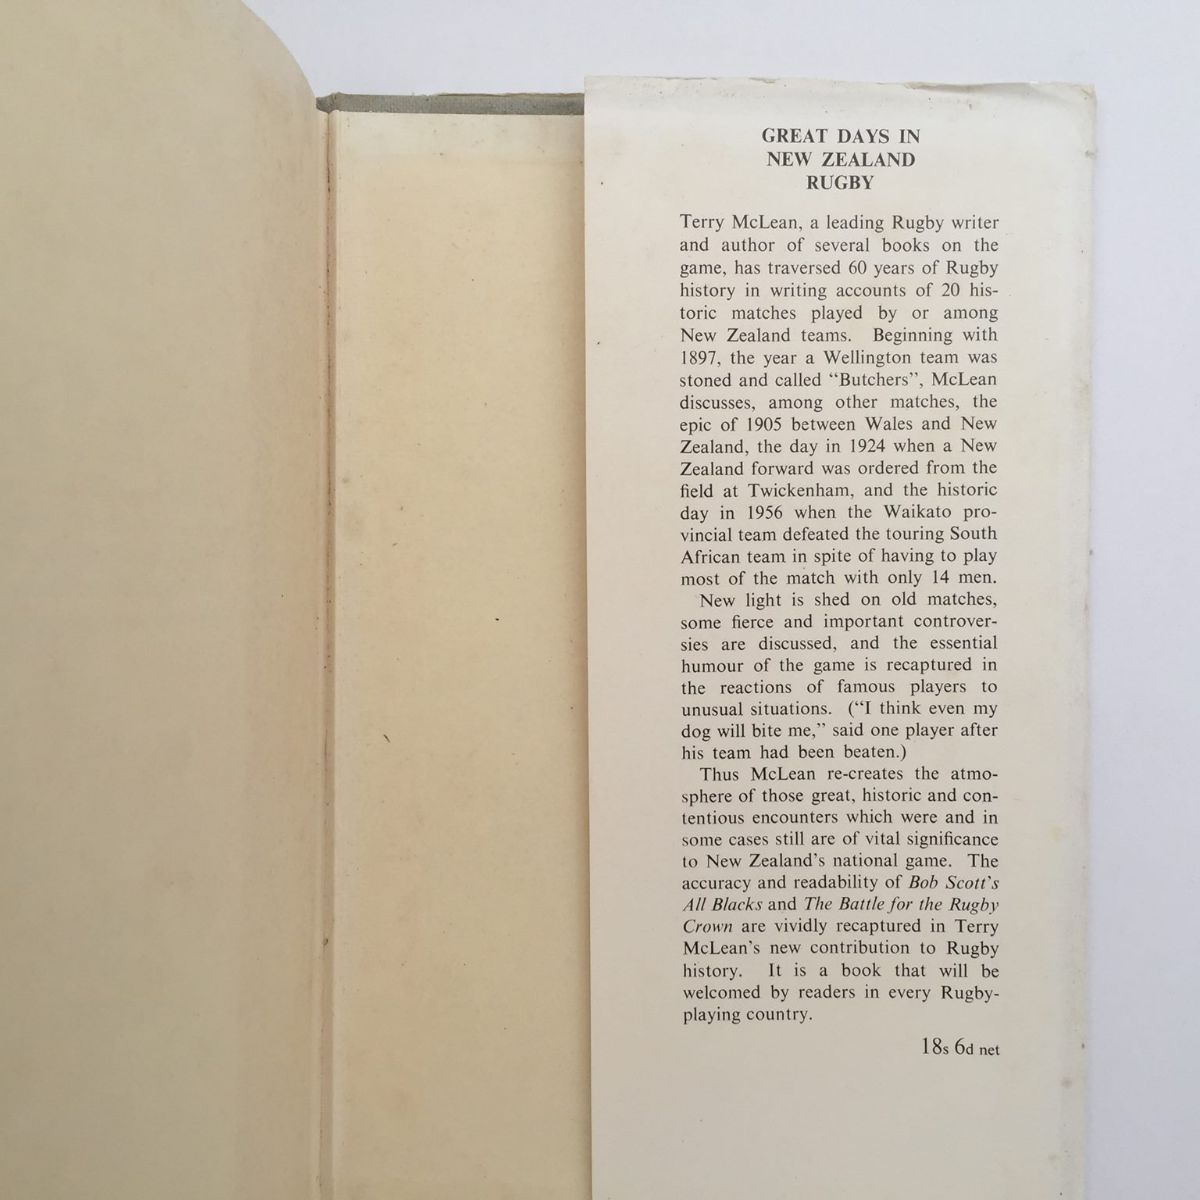 GREAT DAYS IN
NEW ZEALAND
RUGBY
Terry McLean, a leading Rugby writer
and author of several books on the
game, has traversed 60 years of Rugby
history in writing accounts of 20 his-
toric matches played by or among
New Zealand teams. Beginning with
1897, the year a Wellington team was
stoned and called “Butchers”, McLean
discusses, among other matches, the
epic of 1905 between Wales and New
Zealand, the day in 1924 when a New
Zealand forward was ordered from the
field at Twickenham, and the historic
day in 1956 when the Waikato pro-
vincial team defeated the touring South
African team in spite of having to play
most of the match with only 14 men.
New light is shed on old matches,
some fierce and important controver-
sies are discussed, and the essential
humour of the game is recaptured in
the reactions of famous players to
unusual situations. (“I think even my
dog will bite me,” said one player after
his team had been beaten.)
Thus McLean re-creates the atmo-
sphere of those great, historic and con-
tentious encounters which were and in
some cases still are of vital significance
to New Zealand’s national game. The
accuracy and readability of Bob Scott’s
All Blacks and The Battle for the Rugby
Crown are vividly recaptured in Terry
McLean’s new contribution to Rugby
history. It is a book that will be
welcomed by readers in every Rugby-
playing country.
18s 6d net